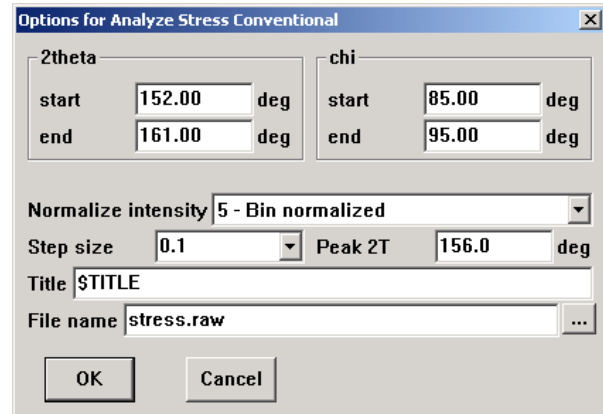 Options for Analyze Stress Conventional
2theta
start 152.00 deg
end 161.00 deg
chi
start 85.00 deg
end 95.00 deg
Normalize intensity 5 - Bin normalized
Step size 0.1 Peak 2T 156.0 deg
Title $TITLE
File name stress.raw ...
OK Cancel